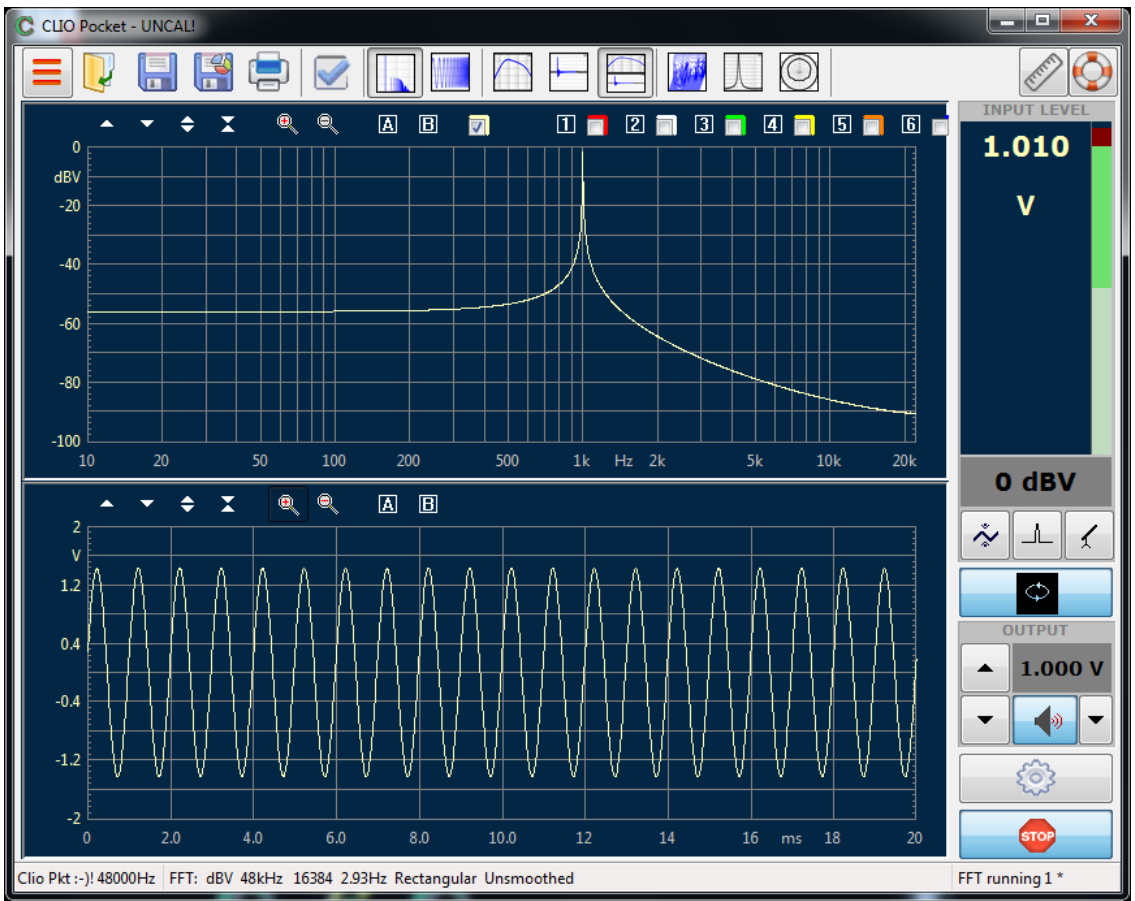 CLIO Pocket - UNCAL!
INPUT LEVEL
1.010
V
0 dBV
OUTPUT
1.000 V
STOP
A B 1 2 3 4 5 6
0
dBV
-20
-40
-60
-80
-100
10 20 50 100 200 500 1k Hz 2k 5k 10k 20k
A B
2
V
1.2
0.4
-0.4
-1.2
-2
0 2.0 4.0 6.0 8.0 10.0 12 14 16 ms 18 20
Clio Pkt :-)! 48000Hz FFT: dBV 48kHz 16384 2.93Hz Rectangular Unsmoothed FFT running 1 *